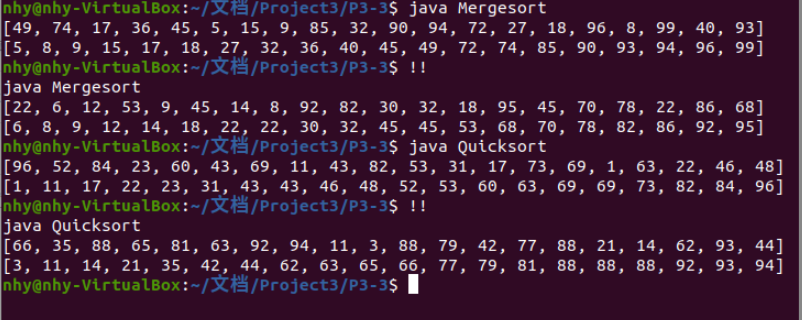 nhy@nhy-VirtualBox:~/文档/Project3/P3-3$ java Mergesort
[49, 74, 17, 36, 45, 5, 15, 9, 85, 32, 90, 94, 72, 27, 18, 96, 8, 99, 40, 93]
[5, 8, 9, 15, 17, 18, 27, 32, 36, 40, 45, 49, 72, 74, 85, 90, 93, 94, 96, 99]
nhy@nhy-VirtualBox:~/文档/Project3/P3-3$ !!
java Mergesort
[22, 6, 12, 53, 9, 45, 14, 8, 92, 82, 30, 32, 18, 95, 45, 70, 78, 22, 86, 68]
[6, 8, 9, 12, 14, 18, 22, 22, 30, 32, 45, 45, 53, 68, 70, 78, 82, 86, 92, 95]
nhy@nhy-VirtualBox:~/文档/Project3/P3-3$ java Quicksort
[96, 52, 84, 23, 60, 43, 69, 11, 43, 82, 53, 31, 17, 73, 69, 1, 63, 22, 46, 48]
[1, 11, 17, 22, 23, 31, 43, 43, 46, 48, 52, 53, 60, 63, 69, 69, 73, 82, 84, 96]
nhy@nhy-VirtualBox:~/文档/Project3/P3-3$ !!
java Quicksort
[66, 35, 88, 65, 81, 63, 92, 94, 11, 3, 88, 79, 42, 77, 88, 21, 14, 62, 93, 44]
[3, 11, 14, 21, 35, 42, 44, 62, 63, 65, 66, 77, 79, 81, 88, 88, 88, 92, 93, 94]
nhy@nhy-VirtualBox:~/文档/Project3/P3-3$